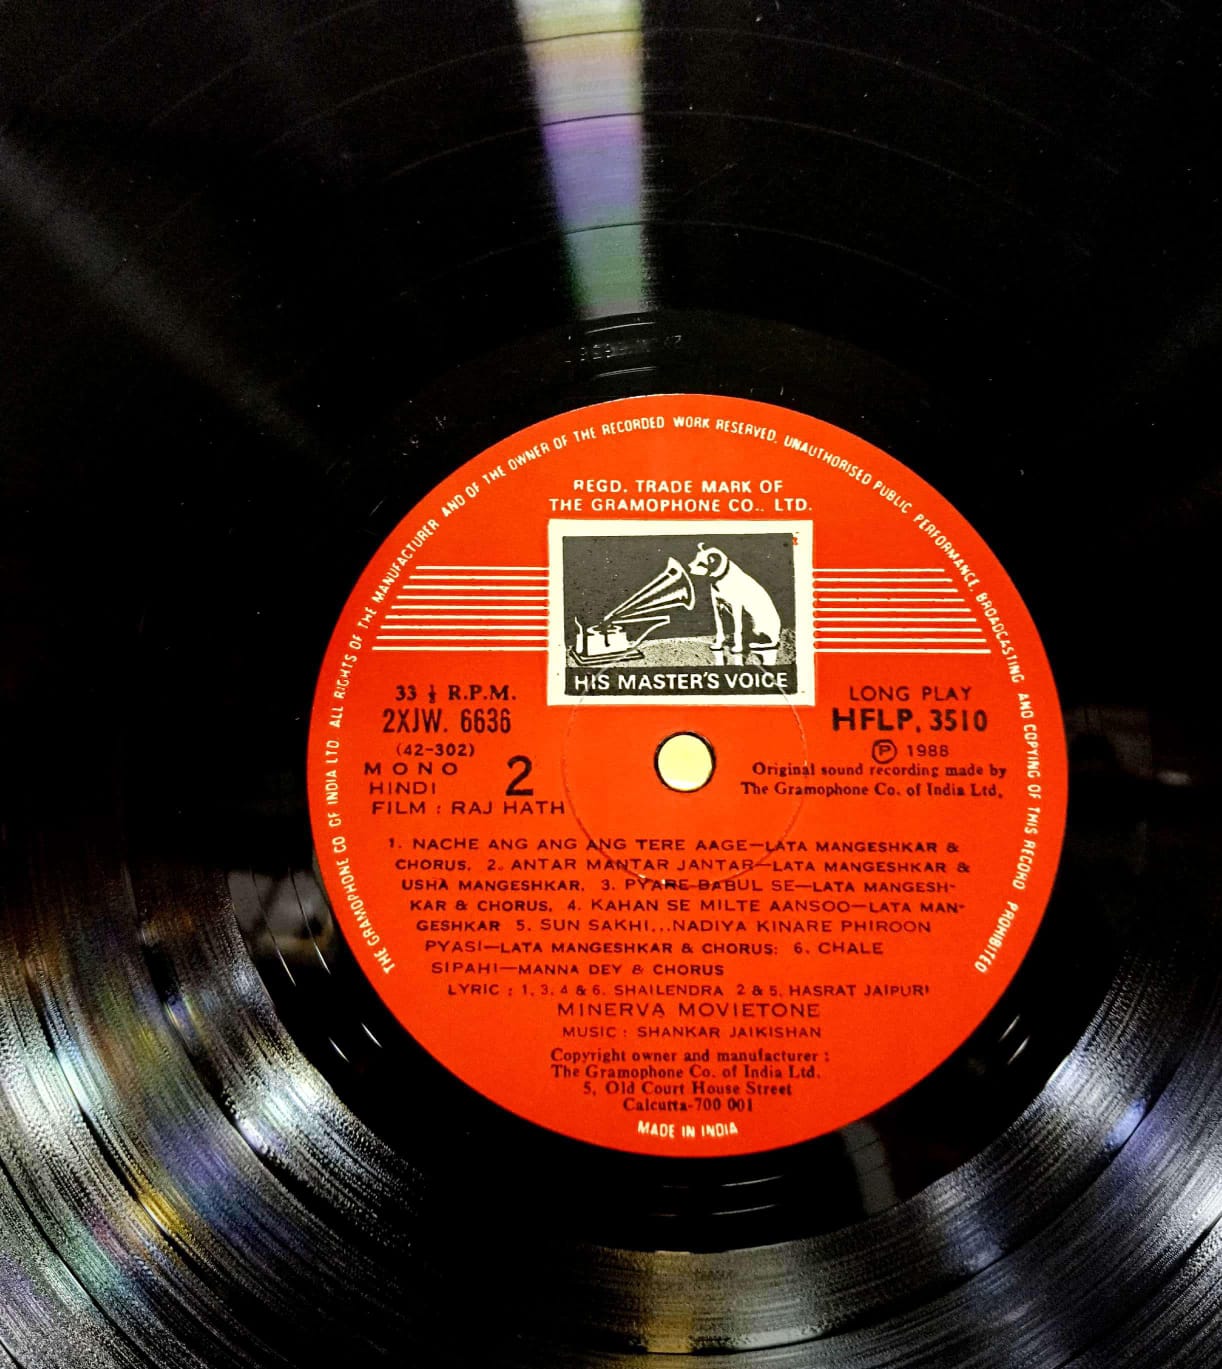 THE GRAMOPHONE CO OF INDIA LTD. ALL RIGHTS OF THE MANUFACTURER AND OF THE OWNER OF THE RECORDED WORK RESERVED. UNAUTHORISED PUBLIC PERFORMANCE. BROADCASTING AND COPYING OF THIS RECORD PROHIBITED
REGD. TRADE MARK OF
THE GRAMOPHONE CO.. LTD.
HIS MASTER'S VOICE
33 ⅓ R.P.M.
2XJW. 6636
(42-302)
MONO
HINDI
2
FILM : RAJ HATH
LONG PLAY
HFLP. 3510
Ⓟ 1988
Original sound recording made by
The Gramophone Co. of India Ltd.
1. NACHE ANG ANG ANG TERE AAGE—LATA MANGESHKAR &
CHORUS. 2. ANTAR MANTAR JANTAR—LATA MANGESHKAR &
USHA MANGESHKAR. 3. PYARE BABUL SE—LATA MANGESH-
KAR & CHORUS. 4. KAHAN SE MILTE AANSOO—LATA MAN-
GESHKAR 5. SUN SAKHI...NADIYA KINARE PHIROON
PYASI—LATA MANGESHKAR & CHORUS: 6. CHALE
SIPAHI—MANNA DEY & CHORUS
LYRIC : 1, 3, 4 & 6. SHAILENDRA 2 & 5. HASRAT JAIPURI
MINERVA MOVIETONE
MUSIC : SHANKAR JAIKISHAN
Copyright owner and manufacturer :
The Gramophone Co. of India Ltd.
5, Old Court House Street
Calcutta-700 001
MADE IN INDIA